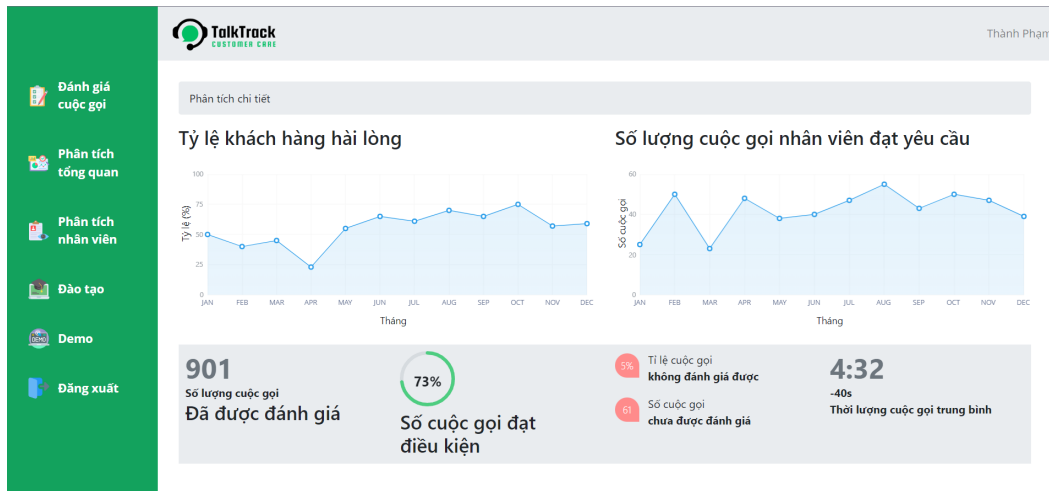 TalkTrack
CUSTOMER CARE
Thành Phạm
Đánh giá
cuộc gọi
Phân tích
tổng quan
Phân tích
nhân viên
Đào tạo
DEMO
Demo
Đăng xuất
Phân tích chi tiết
Tỷ lệ khách hàng hài lòng
100
75
50
25
0
Tỷ lệ (%)
JAN FEB MAR APR MAY JUN JUL AUG SEP OCT NOV DEC
Tháng
Số lượng cuộc gọi nhân viên đạt yêu cầu
60
40
20
0
Số cuộc gọi
JAN FEB MAR APR MAY JUN JUL AUG SEP OCT NOV DEC
Tháng
901
Số lượng cuộc gọi
Đã được đánh giá
73%
Số cuộc gọi đạt
điều kiện
5%
Tỉ lệ cuộc gọi
không đánh giá được
61
Số cuộc gọi
chưa được đánh giá
4:32
-40s
Thời lượng cuộc gọi trung bình